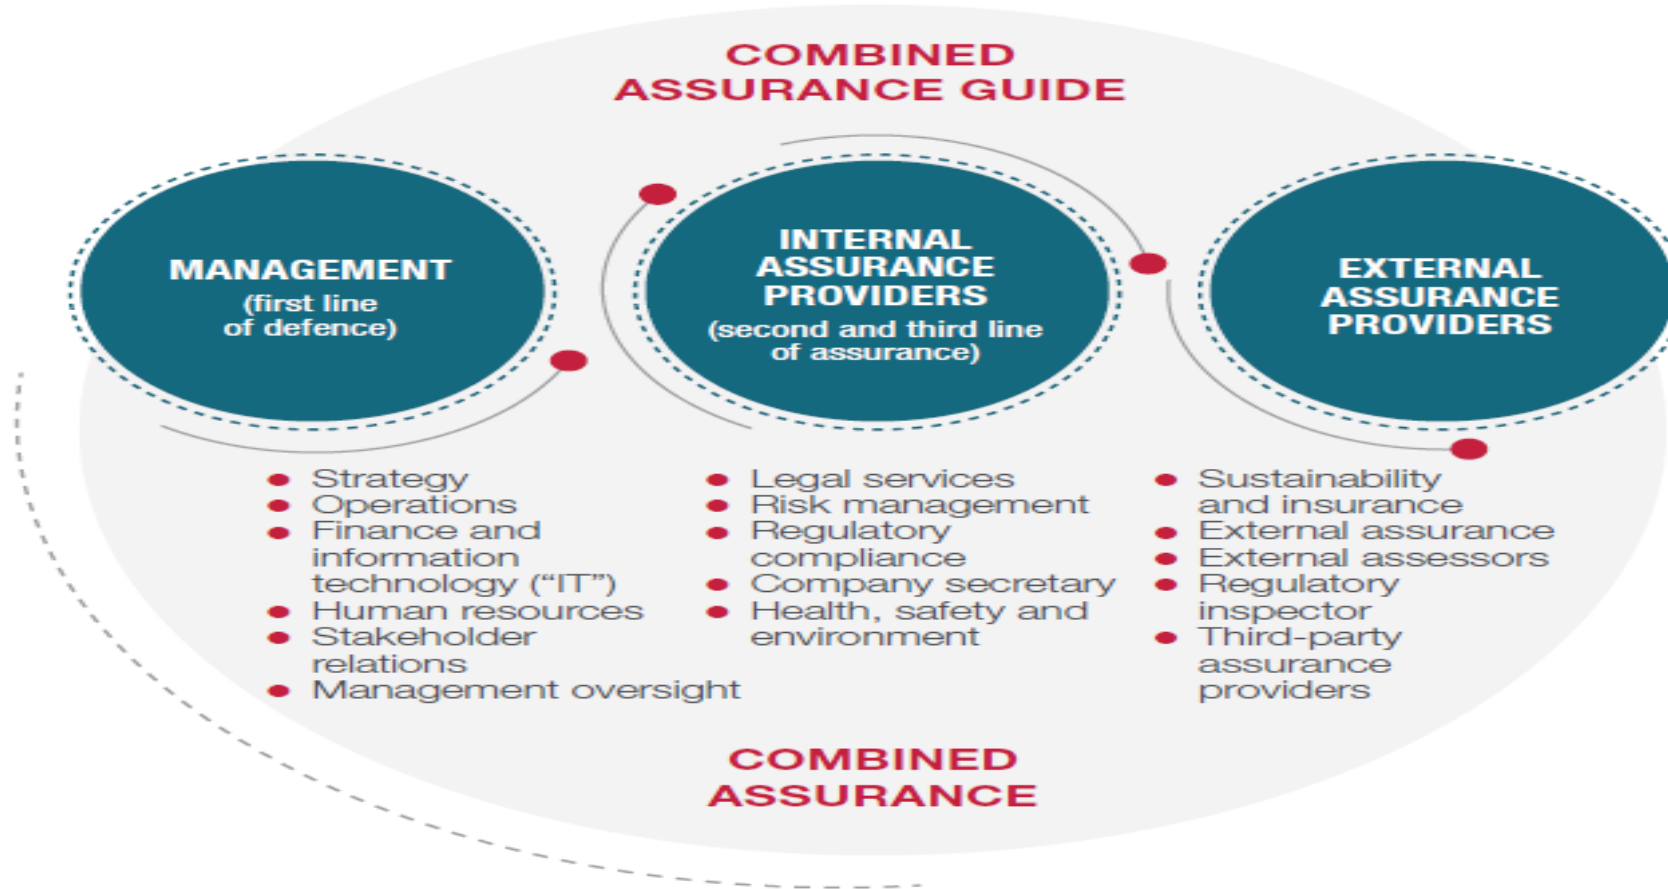 COMBINED
ASSURANCE GUIDE
MANAGEMENT
(first line
of defence)
INTERNAL
ASSURANCE
PROVIDERS
(second and third line
of assurance)
EXTERNAL
ASSURANCE
PROVIDERS
Strategy
Operations
Finance and
information
technology (“IT”)
Human resources
Stakeholder
relations
Management oversight
Legal services
Risk management
Regulatory
compliance
Company secretary
Health, safety and
environment
Sustainability
and insurance
External assurance
External assessors
Regulatory
inspector
Third-party
assurance
providers
COMBINED
ASSURANCE